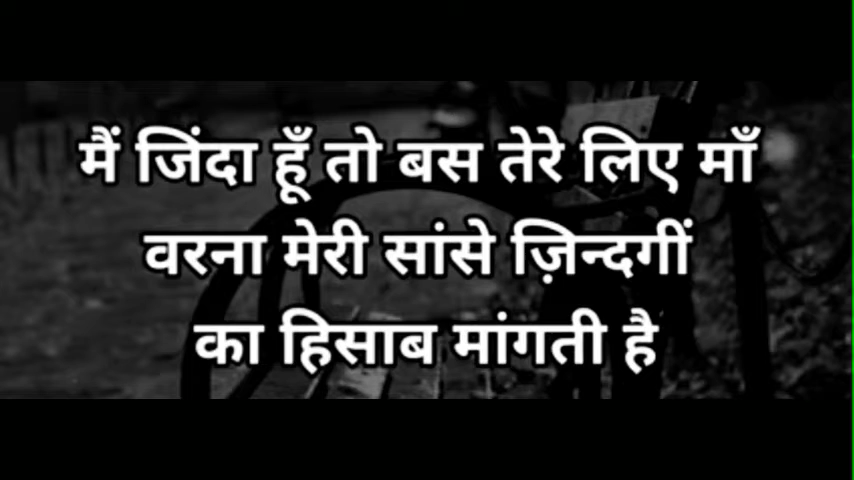 मैं जिंदा हूँ तो बस तेरे लिए माँ
वरना मेरी सांसे ज़िन्दगीं
का हिसाब मांगती है